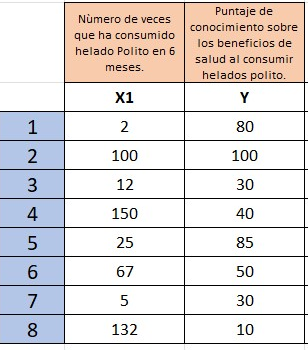 Nùmero de veces
que ha consumido
helado Polito en 6
meses.
Puntaje de
conocimiento sobre
los beneficios de
salud al consumir
helados polito.
X1 Y
1 2 80
2 100 100
3 12 30
4 150 40
5 25 85
6 67 50
7 5 30
8 132 10